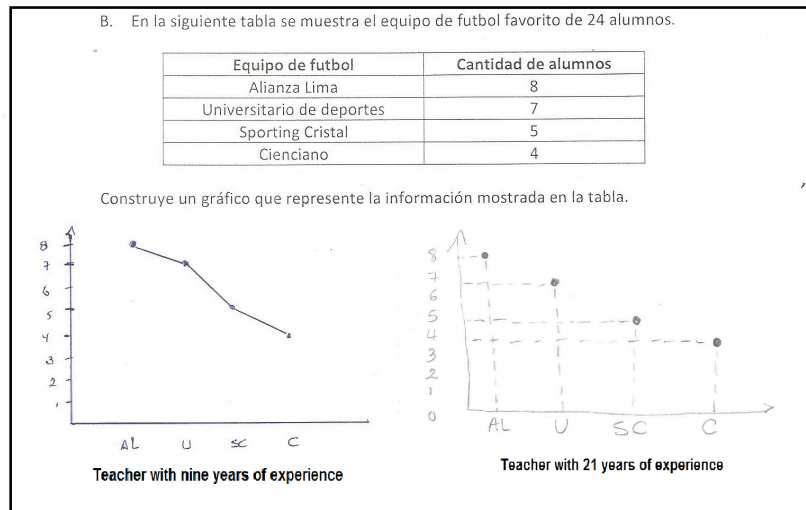 B. En la siguiente tabla se muestra el equipo de futbol favorito de 24 alumnos.
Equipo de futbol Cantidad de alumnos
Alianza Lima 8
Universitario de deportes 7
Sporting Cristal 5
Cienciano 4
Construye un gráfico que represente la información mostrada en la tabla.
8
7
6
5
4
3
2
1
AL U SC C
Teacher with nine years of experience
8
7
6
5
4
3
2
1
0
AL U SC C
Teacher with 21 years of experience